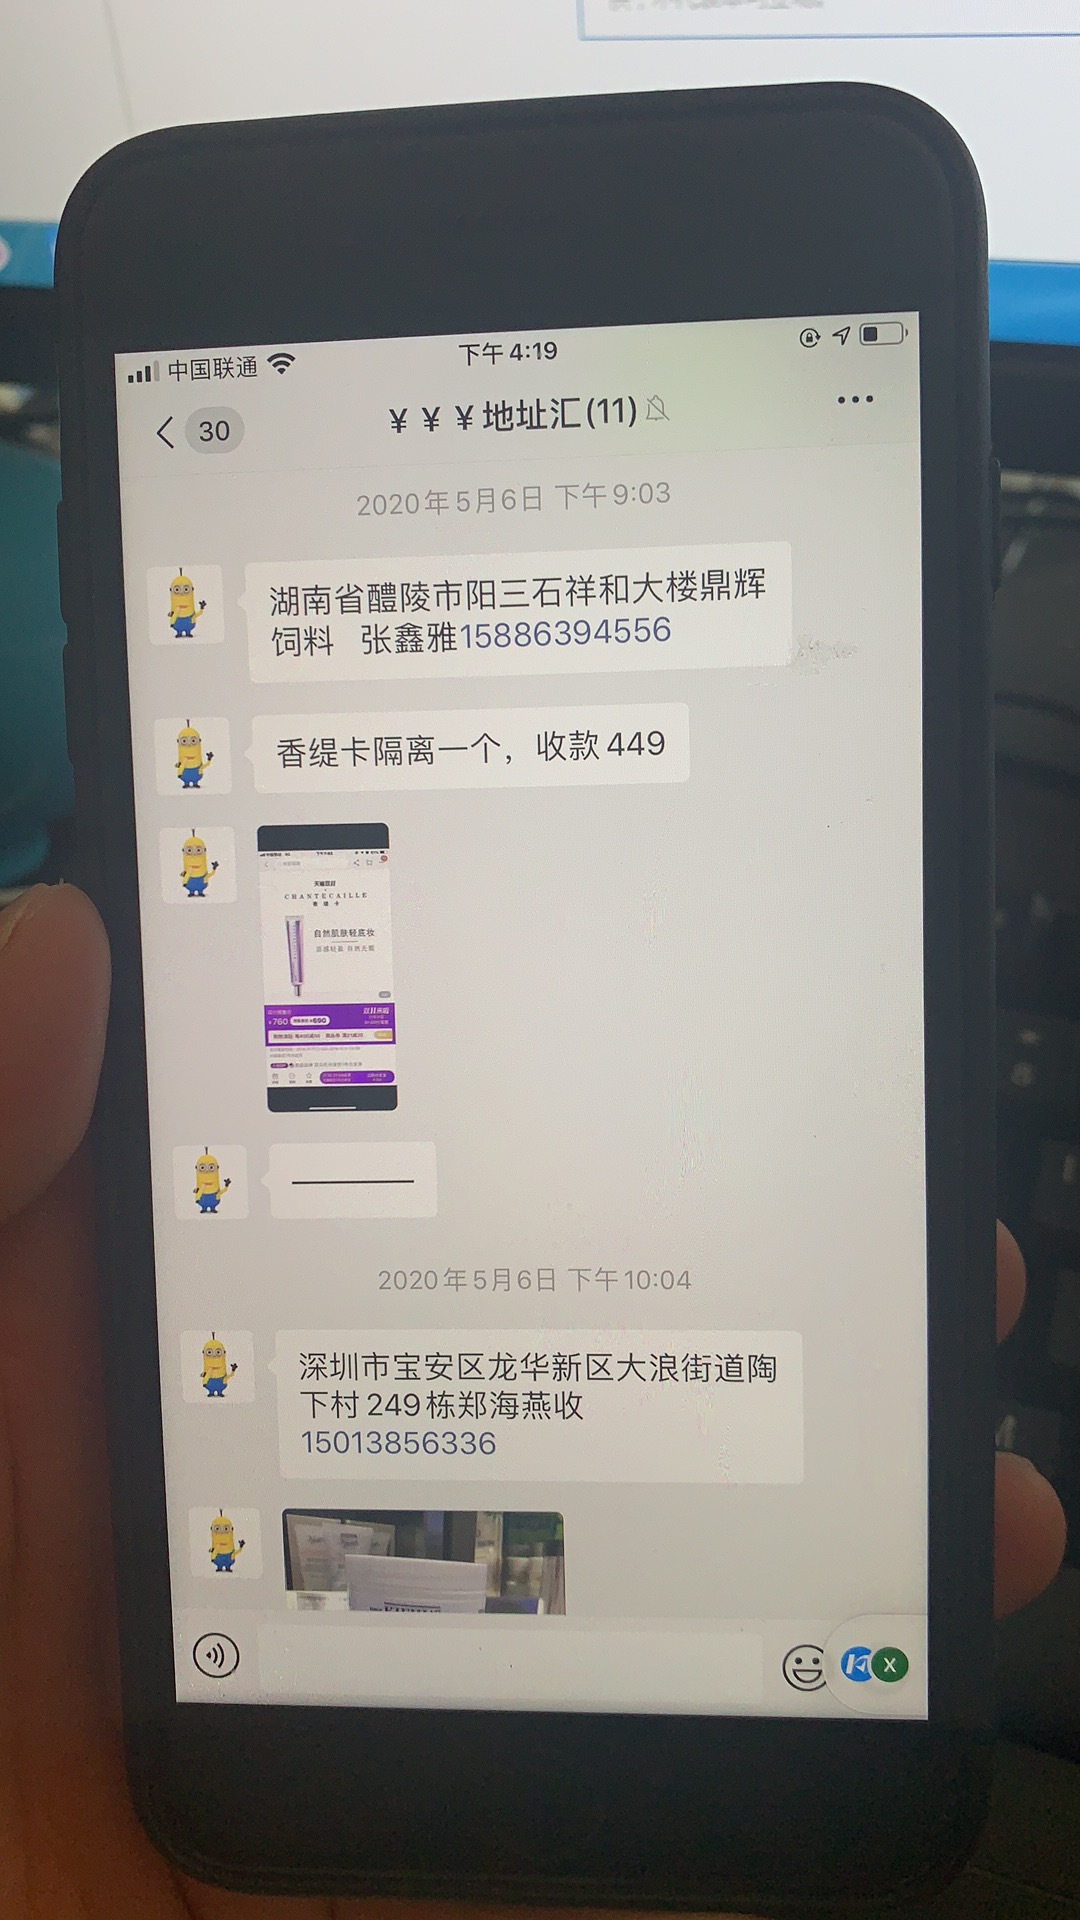 中国联通
下午 4:19
30
￥￥￥地址汇(11)
2020年5月6日 下午9:03
湖南省醴陵市阳三石祥和大楼鼎辉
饲料 张鑫雅15886394556
香缇卡隔离一个，收款449
CHANTECAILLE
香缇卡
自然肌肤轻底妆
¥760
¥690
2020年5月6日 下午10:04
深圳市宝安区龙华新区大浪街道陶
下村249栋郑海燕收
15013856336
X